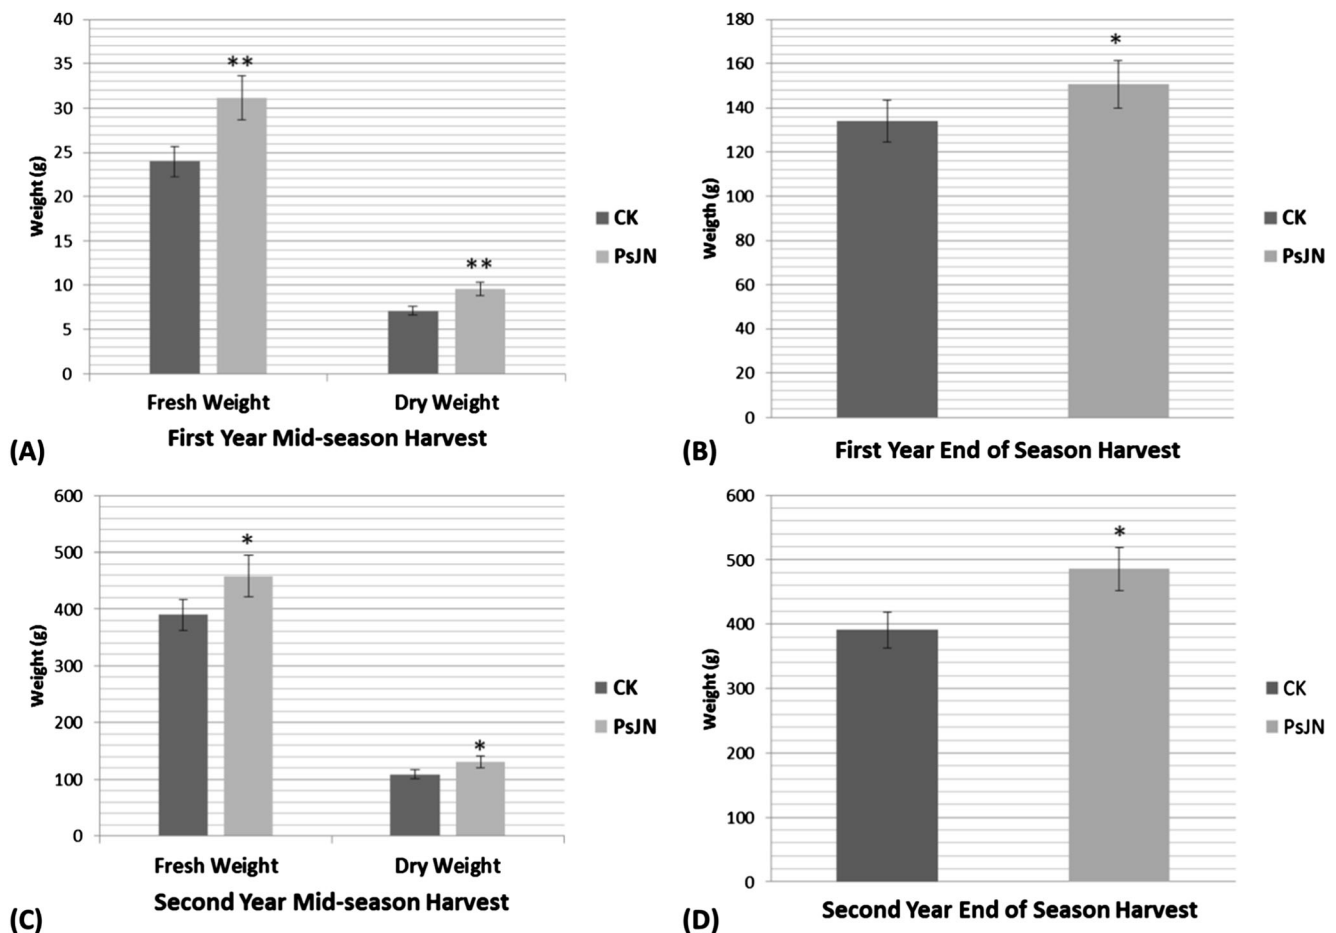 40
35
30
25
20
15
10
5
0
Weight (g)
**
**
Fresh Weight Dry Weight
First Year Mid-season Harvest
CK
PsJN
(A)
180
160
140
120
100
80
60
40
20
0
Weigth (g)
*
CK
PsJN
First Year End of Season Harvest
(B)
600
500
400
300
200
100
0
Weight (g)
*
*
Fresh Weight Dry Weight
Second Year Mid-season Harvest
CK
PsJN
(C)
600
500
400
300
200
100
0
Weight (g)
*
CK
PsJN
Second Year End of Season Harvest
(D)